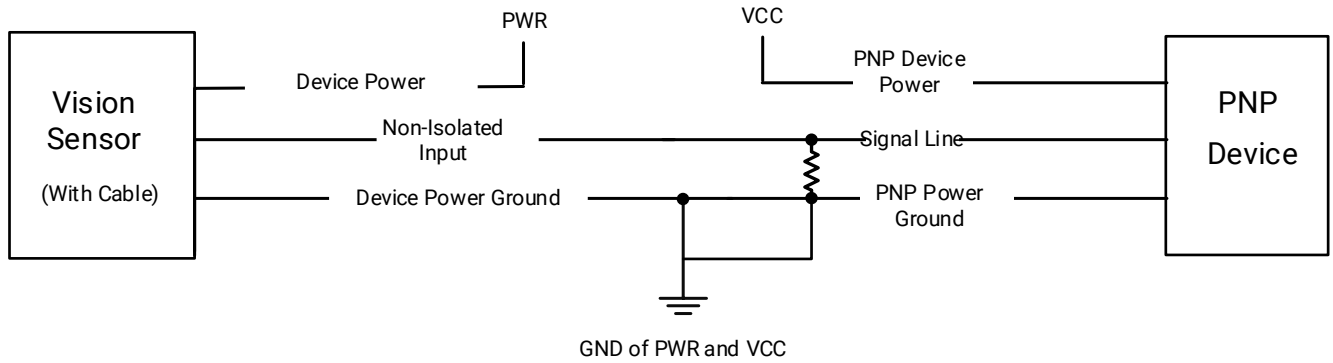 PWR
VCC
Vision
Sensor
(With Cable)
Device Power
PNP Device
Power
Non-Isolated
Input
Signal Line
Device Power Ground
PNP Power
Ground
PNP
Device
GND of PWR and VCC